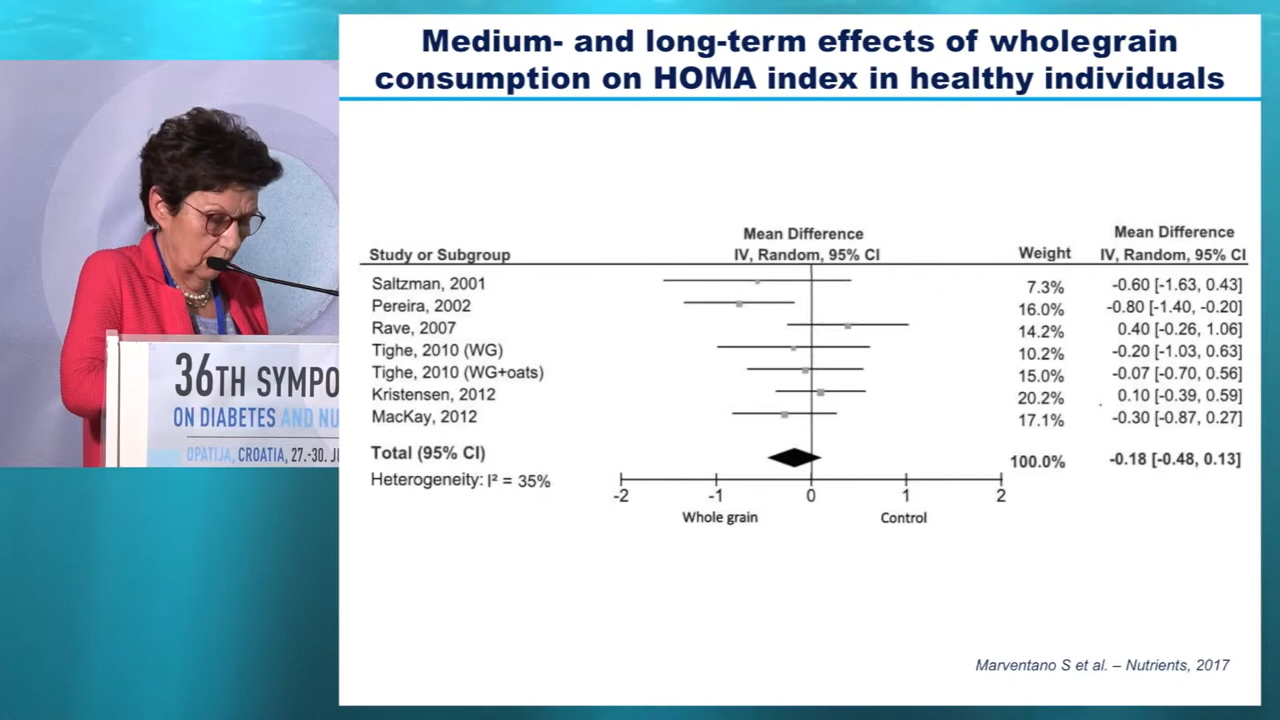 Medium- and long-term effects of wholegrain
consumption on HOMA index in healthy individuals
36TH SYMPO
ON DIABETES AND NU
OPATIJA, CROATIA, 27.-30. J
Mean Difference Mean Difference
Study or Subgroup IV, Random, 95% CI Weight IV, Random, 95% CI
Saltzman, 2001 7.3% -0.60 [-1.63, 0.43]
Pereira, 2002 16.0% -0.80 [-1.40, -0.20]
Rave, 2007 14.2% 0.40 [-0.26, 1.06]
Tighe, 2010 (WG) 10.2% -0.20 [-1.03, 0.63]
Tighe, 2010 (WG+oats) 15.0% -0.07 [-0.70, 0.56]
Kristensen, 2012 20.2% 0.10 [-0.39, 0.59]
MacKay, 2012 17.1% -0.30 [-0.87, 0.27]
Total (95% CI) 100.0% -0.18 [-0.48, 0.13]
Heterogeneity: I² = 35%
-2 -1 0 1 2
Whole grain Control
Marventano S et al. – Nutrients, 2017